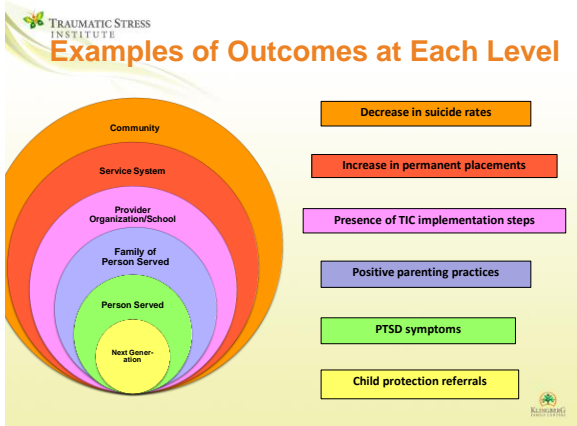 TRAUMATIC STRESS
INSTITUTE
Examples of Outcomes at Each Level
Community
Service System
Provider
Organization/School
Family of
Person Served
Person Served
Next Gener-
ation
Decrease in suicide rates
Increase in permanent placements
Presence of TIC implementation steps
Positive parenting practices
PTSD symptoms
Child protection referrals
KLINGBERG
FAMILY CENTERS